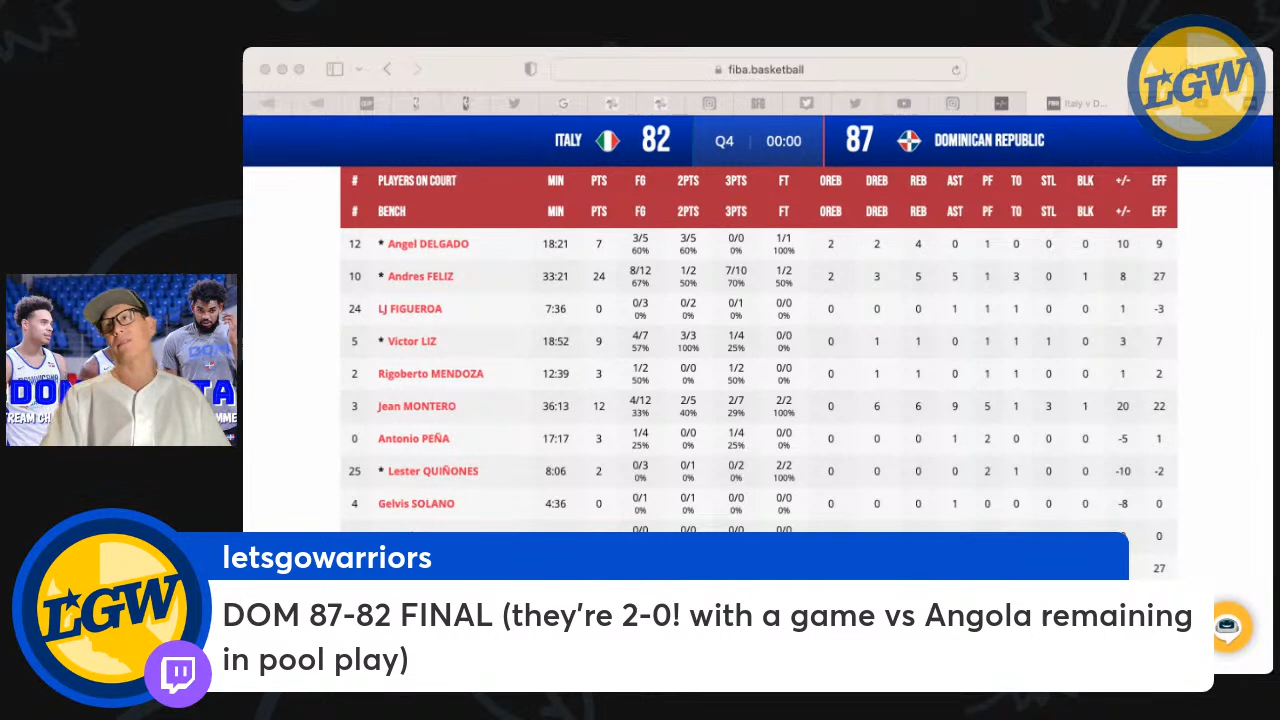 fiba.basketball
Italy v D...
LGW
ITALY 82 Q4 00:00 87 DOMINICAN REPUBLIC
# PLAYERS ON COURT MIN PTS FG 2PTS 3PTS FT OREB DREB REB AST PF TO STL BLK +/- EFF
# BENCH MIN PTS FG 2PTS 3PTS FT OREB DREB REB AST PF TO STL BLK +/- EFF
12 * Angel DELGADO 18:21 7 3/5 3/5 0/0 1/1 2 2 4 0 1 0 0 0 10 9
60% 60% 0% 100%
10 * Andres FELIZ 33:21 24 8/12 1/2 7/10 1/2 2 3 5 5 1 3 0 1 8 27
67% 50% 70% 50%
24 LJ FIGUEROA 7:36 0 0/3 0/2 0/1 0/0 0 0 0 1 1 1 0 0 1 -3
0% 0% 0% 0%
5 * Victor LIZ 18:52 9 4/7 3/3 1/4 0/0 0 1 1 0 1 1 1 0 3 7
57% 100% 25% 0%
2 Rigoberto MENDOZA 12:39 3 1/2 0/0 1/2 0/0 0 1 1 0 1 1 0 0 1 2
50% 0% 50% 0%
3 Jean MONTERO 36:13 12 4/12 2/5 2/7 2/2 0 6 6 9 5 1 3 1 20 22
33% 40% 29% 100%
0 Antonio PEÑA 17:17 3 1/4 0/0 1/4 0/0 0 0 0 1 2 0 0 0 -5 1
25% 0% 25% 0%
25 * Lester QUIÑONES 8:06 2 0/3 0/1 0/2 2/2 0 0 0 0 2 1 0 0 -10 -2
0% 0% 0% 100%
4 Gelvis SOLANO 4:36 0 0/1 0/1 0/0 0/0 0 0 0 1 0 0 0 0 -8 0
0% 0% 0% 0%
0/0 0/0 0/0 0/0 0
27
DOM
TA
LGW
letsgowarriors
DOM 87-82 FINAL (they're 2-0! with a game vs Angola remaining
in pool play)